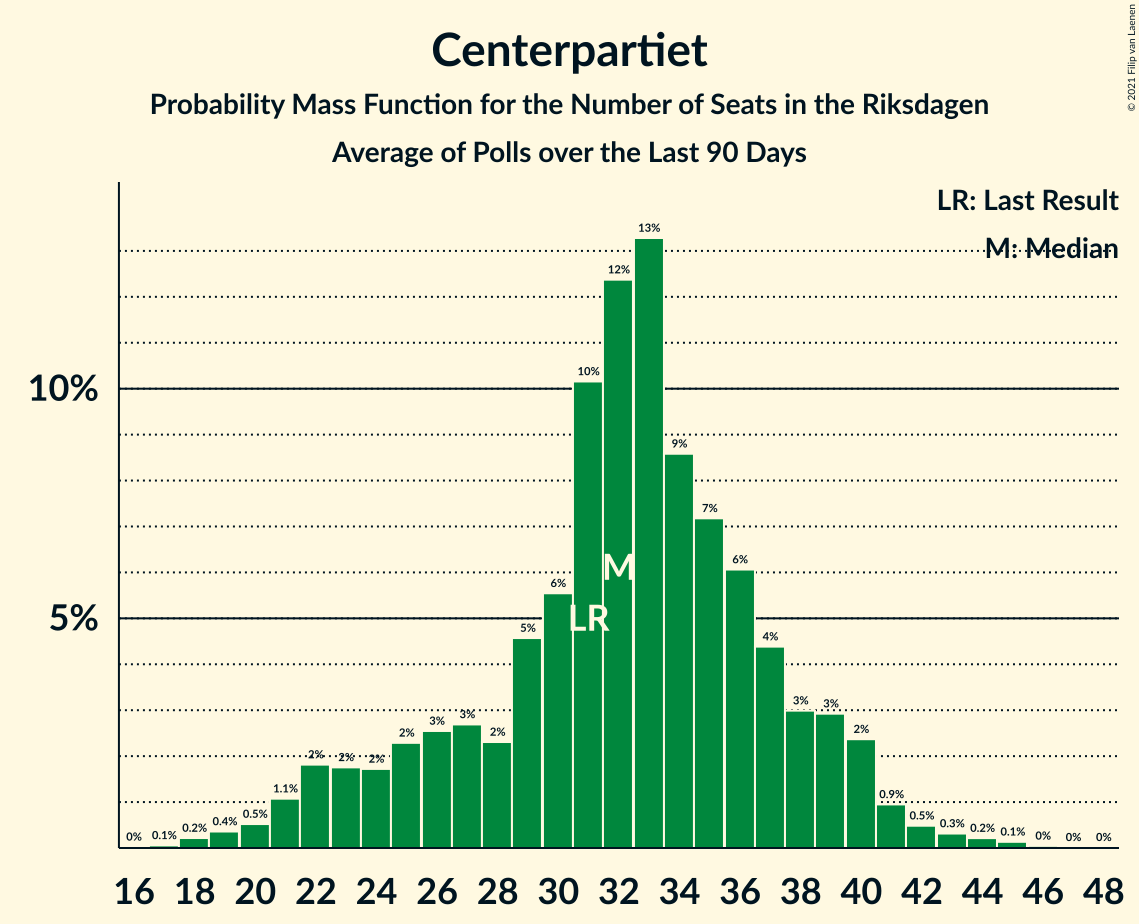 Centerpartiet
Probability Mass Function for the Number of Seats in the Riksdagen
Average of Polls over the Last 90 Days
© 2021 Filip van Laenen
LR: Last Result
M: Median
10%
5%
0% 0.1% 0.2% 0.4% 0.5% 1.1% 2% 2% 2% 2% 3% 3% 2% 5% 6% 10% 12% 13% 9% 7% 6% 4% 3% 3% 2% 0.9% 0.5% 0.3% 0.2% 0.1% 0% 0% 0%
M
LR
16 18 20 22 24 26 28 30 32 34 36 38 40 42 44 46 48